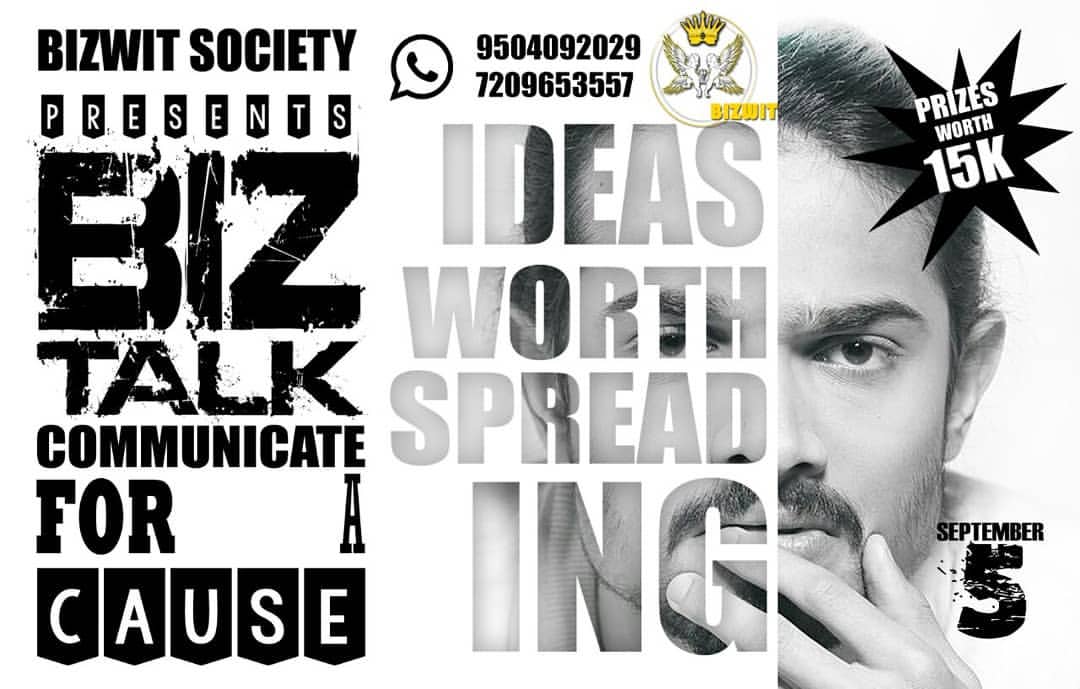 BIZWIT SOCIETY
PRESENTS
BIZ
TALK
COMMUNICATE
FOR A
CAUSE
9504092029
7209653557
BIZWIT
IDEAS
WORTH
SPREAD
ING
PRIZES
WORTH
15K
SEPTEMBER
5